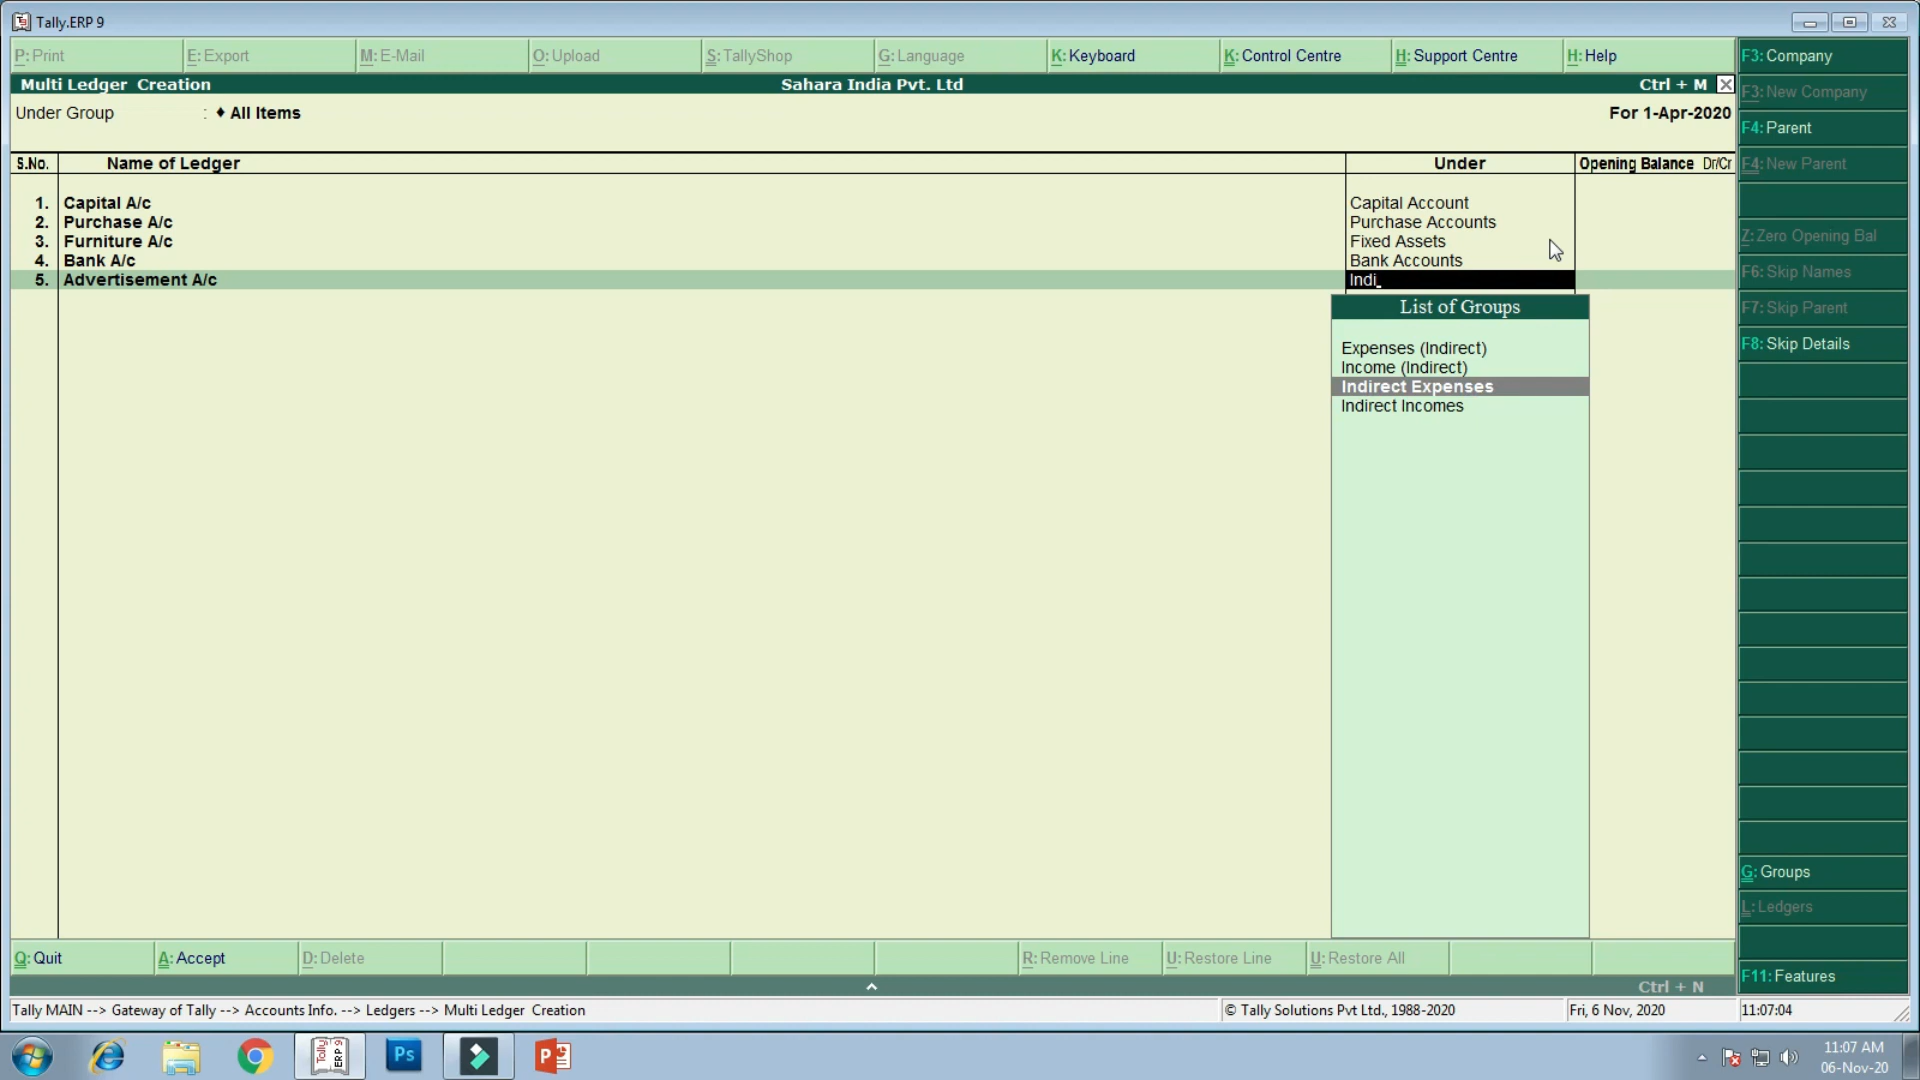 Tally.ERP 9
P: Print
E: Export
M: E-Mail
O: Upload
S: TallyShop
G: Language
K: Keyboard
K: Control Centre
H: Support Centre
H: Help
Multi Ledger Creation
Sahara India Pvt. Ltd
Ctrl + M
Under Group : ♦ All Items
For 1-Apr-2020
S.No. Name of Ledger Under Opening Balance Dr/Cr
1. Capital A/c Capital Account
2. Purchase A/c Purchase Accounts
3. Furniture A/c Fixed Assets
4. Bank A/c Bank Accounts
5. Advertisement A/c Indi
List of Groups
Expenses (Indirect)
Income (Indirect)
Indirect Expenses
Indirect Incomes
F3: Company
F3: New Company
F4: Parent
F4: New Parent
Z: Zero Opening Bal
F6: Skip Names
F7: Skip Parent
F8: Skip Details
G: Groups
L: Ledgers
F11: Features
Q: Quit
A: Accept
D: Delete
R: Remove Line
U: Restore Line
U: Restore All
Ctrl + N
Tally MAIN --> Gateway of Tally --> Accounts Info. --> Ledgers --> Multi Ledger Creation
© Tally Solutions Pvt Ltd., 1988-2020
Fri, 6 Nov, 2020
11:07:04
Tally ERP 9
Ps
P
11:07 AM
06-Nov-20